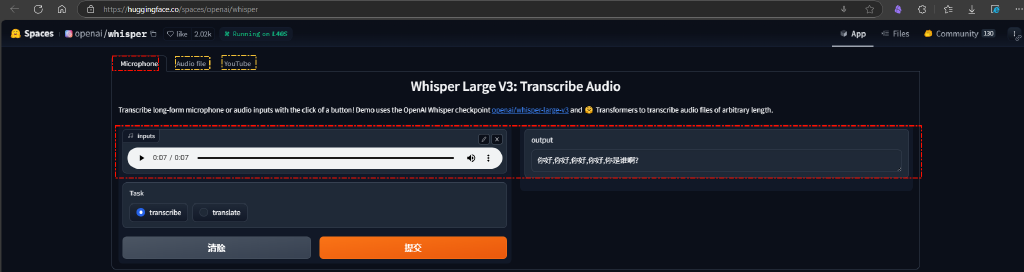 https://huggingface.co/spaces/openai/whisper
Spaces openai/whisper like 2.02k Running on L40S App Files Community 130
Microphone Audio file YouTube
Whisper Large V3: Transcribe Audio
Transcribe long-form microphone or audio inputs with the click of a button! Demo uses the OpenAI Whisper checkpoint openai/whisper-large-v3 and 🤗 Transformers to transcribe audio files of arbitrary length.
inputs
0:07 / 0:07
output
你好,你好,你好,你好,你是谁啊?
Task
transcribe translate
清除 提交